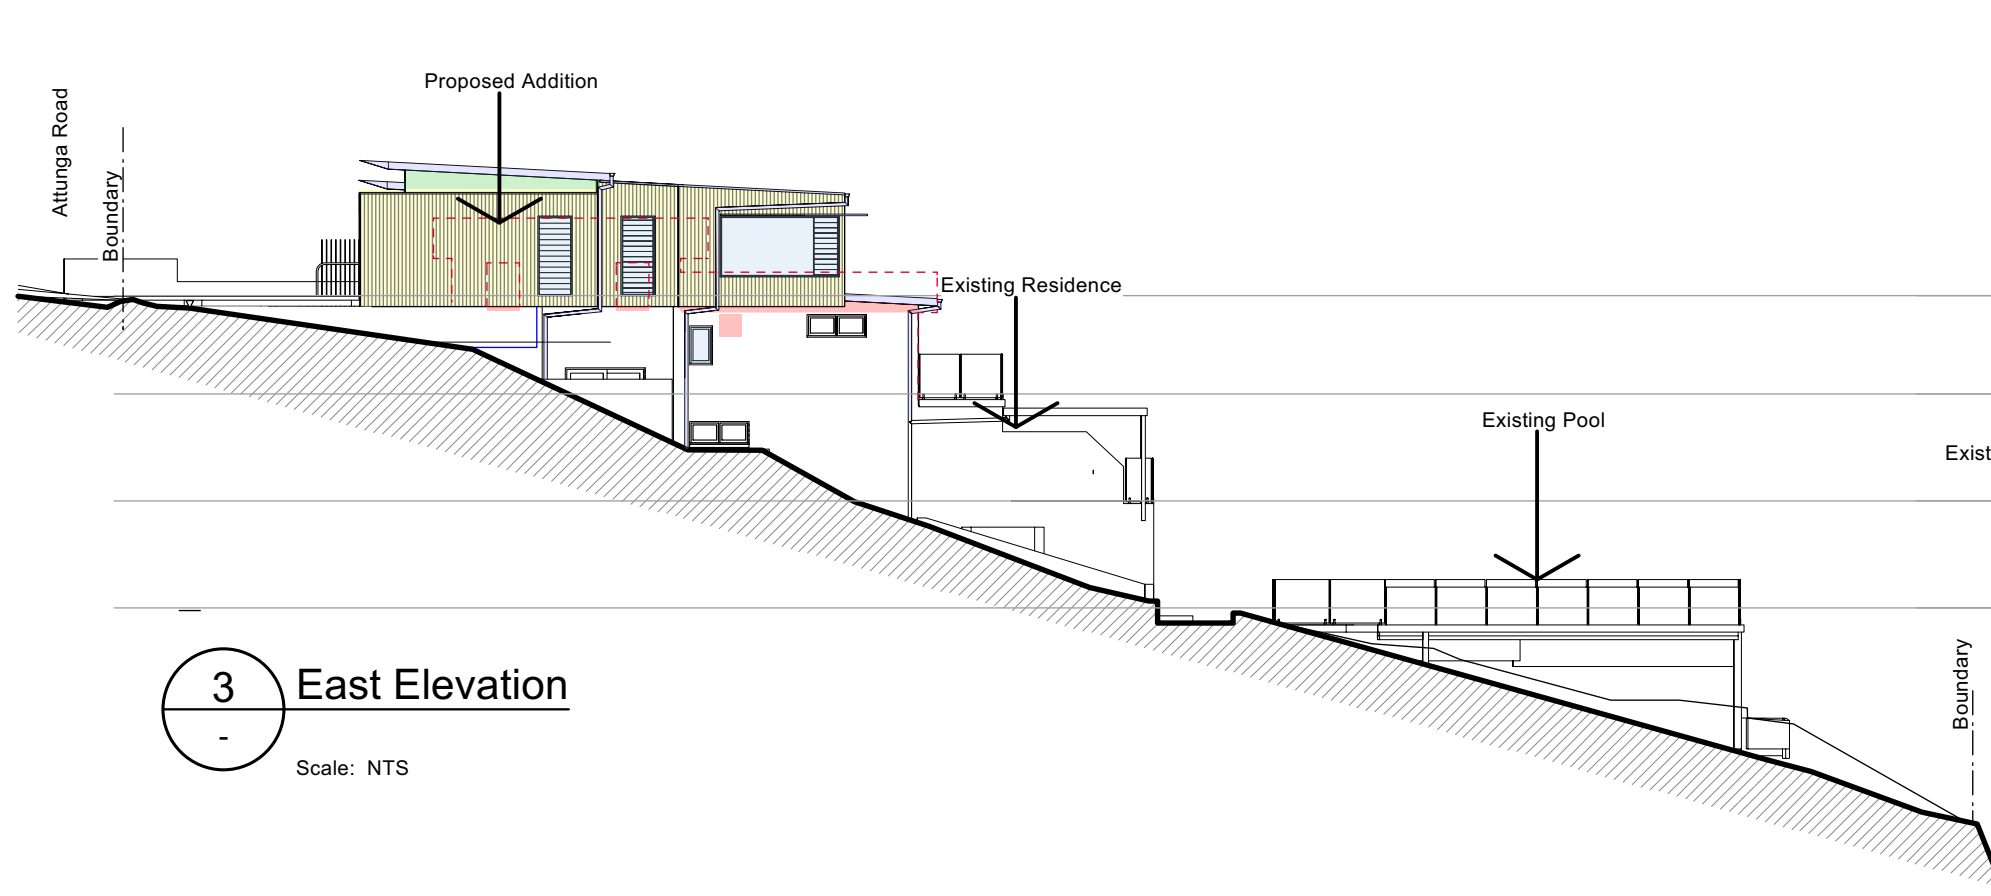 Proposed Addition
Attunga Road
Boundary
Existing Residence
Existing Pool
Exist
Boundary
3
East Elevation
-
Scale: NTS